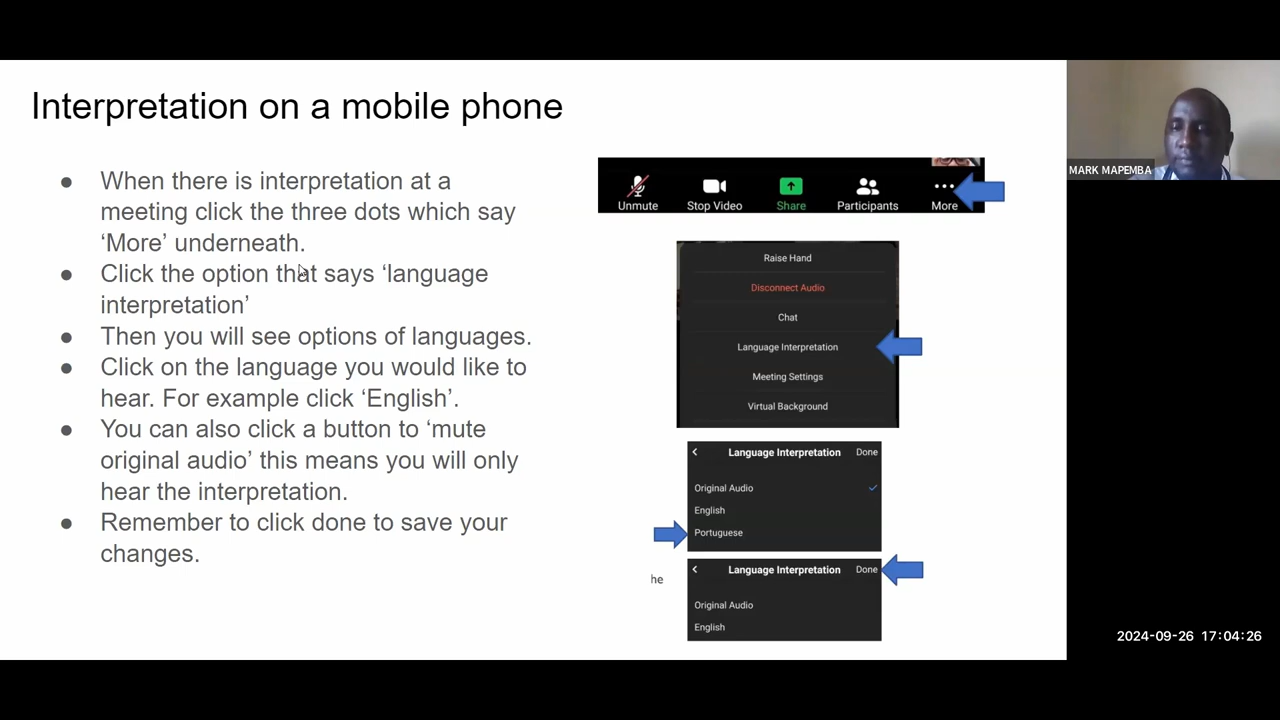 Interpretation on a mobile phone
● When there is interpretation at a
meeting click the three dots which say
‘More’ underneath.
● Click the option that says ‘language
interpretation’
● Then you will see options of languages.
● Click on the language you would like to
hear. For example click ‘English’.
● You can also click a button to ‘mute
original audio’ this means you will only
hear the interpretation.
● Remember to click done to save your
changes.
Unmute Stop Video Share Participants More
Raise Hand
Disconnect Audio
Chat
Language Interpretation
Meeting Settings
Virtual Background
Language Interpretation Done
Original Audio
English
Portuguese
he
Language Interpretation Done
Original Audio
English
MARK MAPEMBA
2024-09-26 17:04:26